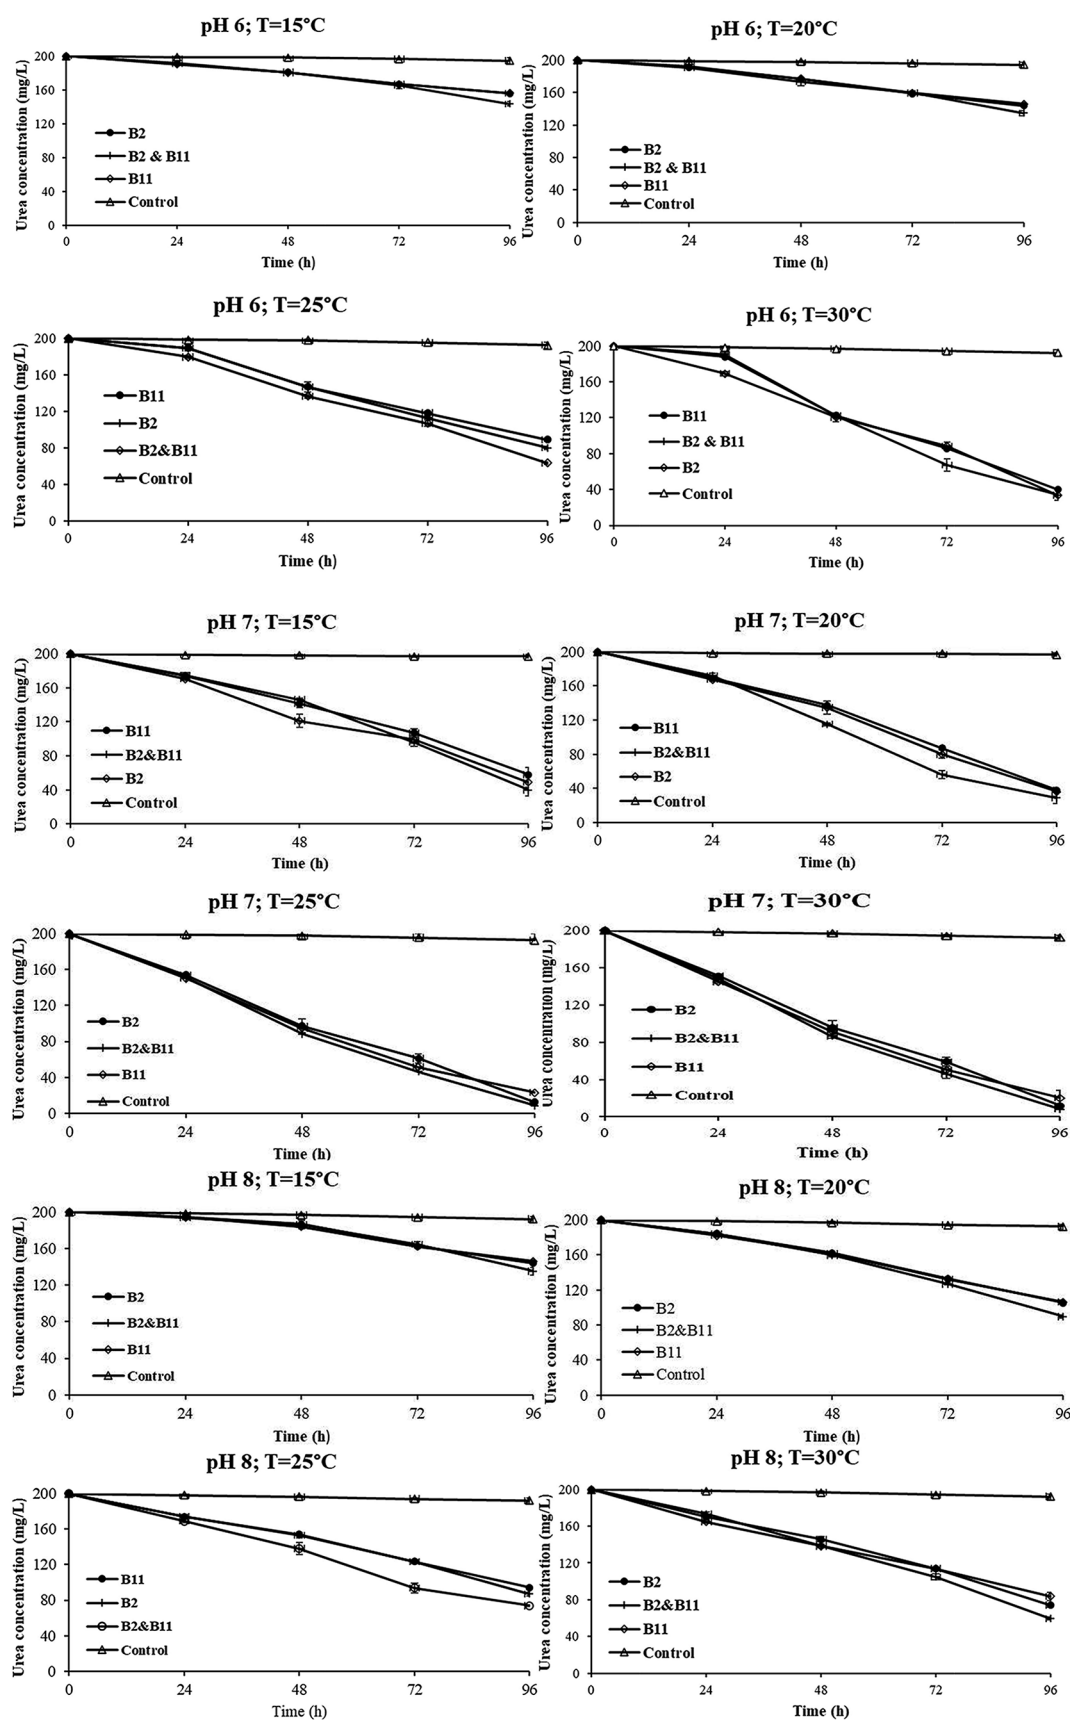 pH 6; T=15°C
Urea concentration (mg/L)
200
160
120
80
40
0
B2
B2 & B11
B11
Control
0 24 48 72 96
Time (h)
pH 6; T=20°C
Urea concentration (mg/L)
200
160
120
80
40
0
B2
B2 & B11
B11
Control
0 24 48 72 96
Time (h)
pH 6; T=25°C
Urea concentration (mg/L)
200
160
120
80
40
0
B11
B2
B2&B11
Control
0 24 48 72 96
Time (h)
pH 6; T=30°C
Urea concentration (mg/L)
200
160
120
80
40
0
B11
B2 & B11
B2
Control
0 24 48 72 96
Time (h)
pH 7; T=15°C
Urea concentration (mg/L)
200
160
120
80
40
0
B11
B2&B11
B2
Control
0 24 48 72 96
Time (h)
pH 7; T=20°C
Urea concentration (mg/L)
200
160
120
80
40
0
B11
B2&B11
B2
Control
0 24 48 72 96
Time (h)
pH 7; T=25°C
Urea concentration (mg/L)
200
160
120
80
40
0
B2
B2&B11
B11
Control
0 24 48 72 96
Time (h)
pH 7; T=30°C
Urea concentration (mg/L)
200
160
120
80
40
0
B2
B2&B11
B11
Control
0 24 48 72 96
Time (h)
pH 8; T=15°C
Urea concentration (mg/L)
200
160
120
80
40
0
B2
B2&B11
B11
Control
0 24 48 72 96
Time (h)
pH 8; T=20°C
Urea concentration (mg/L)
200
160
120
80
40
0
B2
B2&B11
B11
Control
0 24 48 72 96
Time (h)
pH 8; T=25°C
Urea concentration (mg/L)
200
160
120
80
40
0
B11
B2
B2&B11
Control
0 24 48 72 96
Time (h)
pH 8; T=30°C
Urea concentration (mg/L)
200
160
120
80
40
0
B2
B2&B11
B11
Control
0 24 48 72 96
Time (h)